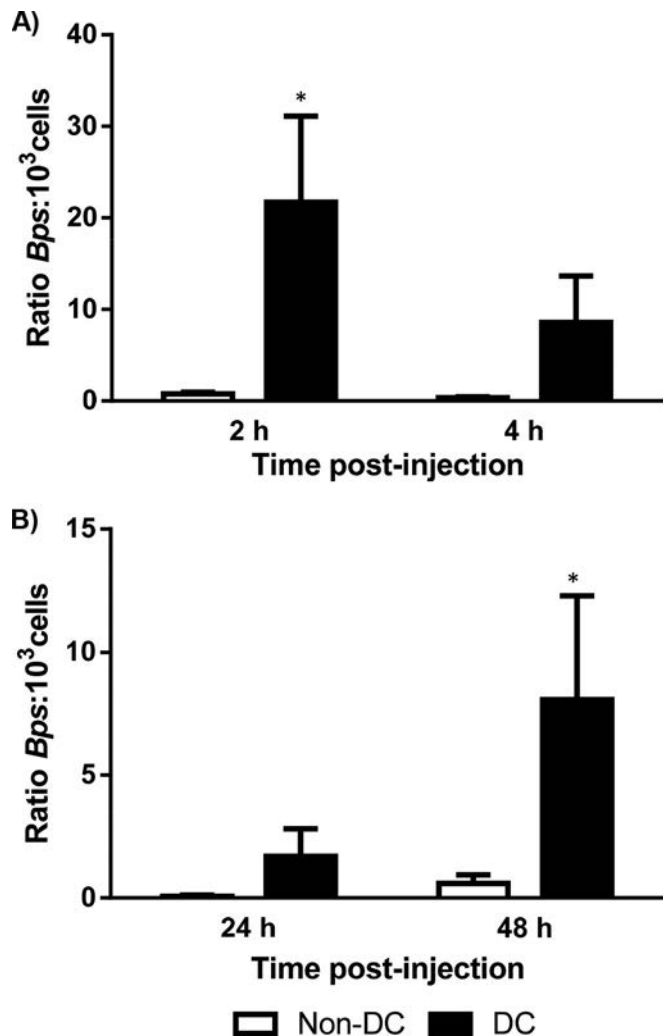 A)
Ratio Bps:10³cells
40
30
20
10
0
*
2 h 4 h
Time post-injection
B)
Ratio Bps:10³cells
15
10
5
0
*
24 h 48 h
Time post-injection
Non-DC DC